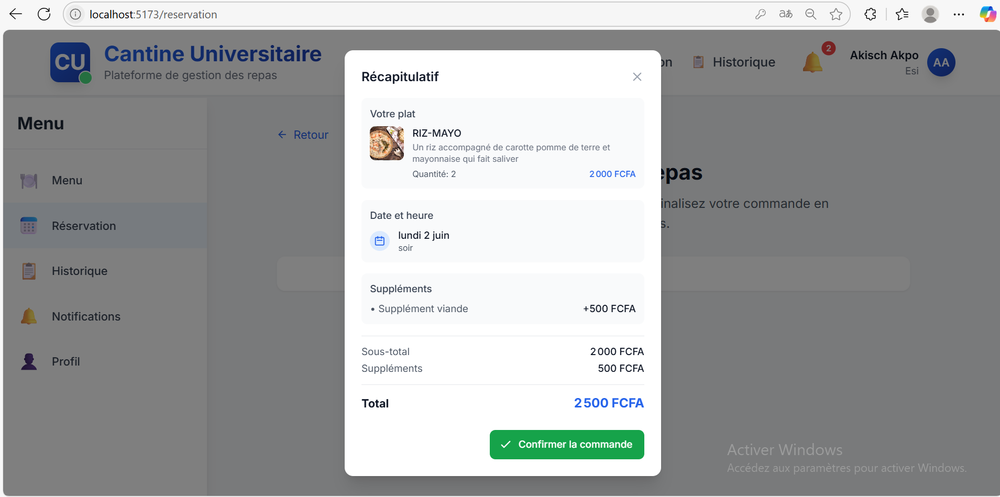 localhost:5173/reservation
CU
Cantine Universitaire
Plateforme de gestion des repas
on
Historique
2
Akisch Akpo
Esi
AA
Menu
Menu
Réservation
Historique
Notifications
Profil
Retour
epas
inalisez votre commande en
s.
Récapitulatif
Votre plat
RIZ-MAYO
Un riz accompagné de carotte pomme de terre et
mayonnaise qui fait saliver
Quantité: 2
2 000 FCFA
Date et heure
lundi 2 juin
soir
Suppléments
• Supplément viande
+500 FCFA
Sous-total
2 000 FCFA
Suppléments
500 FCFA
Total
2 500 FCFA
Confirmer la commande
Activer Windows
Accédez aux paramètres pour activer Windows.